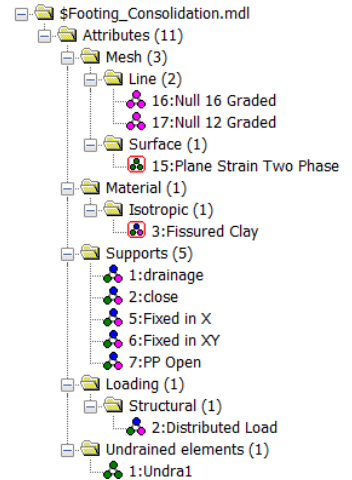 $Footing_Consolidation.mdl
Attributes (11)
Mesh (3)
Line (2)
16:Null 16 Graded
17:Null 12 Graded
Surface (1)
15:Plane Strain Two Phase
Material (1)
Isotropic (1)
3:Fissured Clay
Supports (5)
1:drainage
2:close
5:Fixed in X
6:Fixed in XY
7:PP Open
Loading (1)
Structural (1)
2:Distributed Load
Undrained elements (1)
1:Undra1